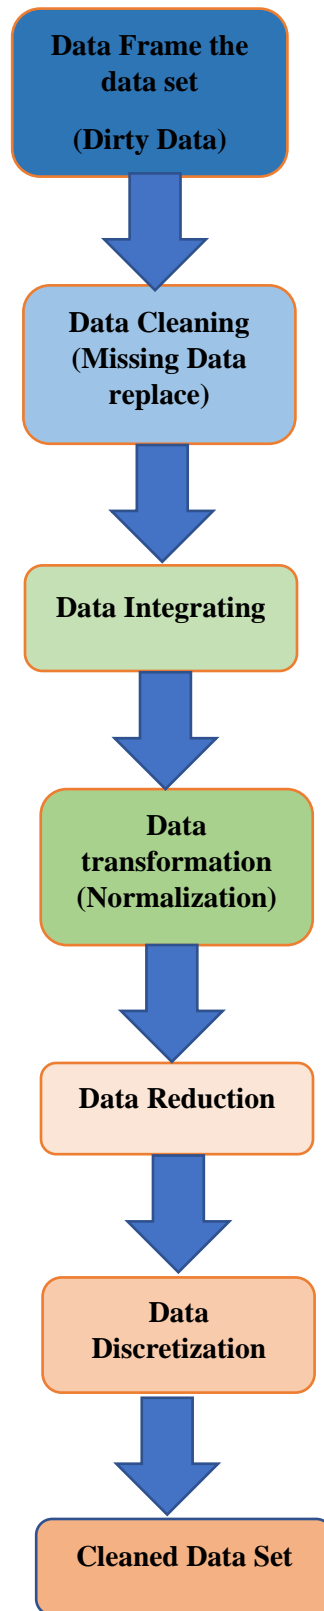 Data Frame the
data set
(Dirty Data)
Data Cleaning
(Missing Data
replace)
Data Integrating
Data
transformation
(Normalization)
Data Reduction
Data
Discretization
Cleaned Data Set